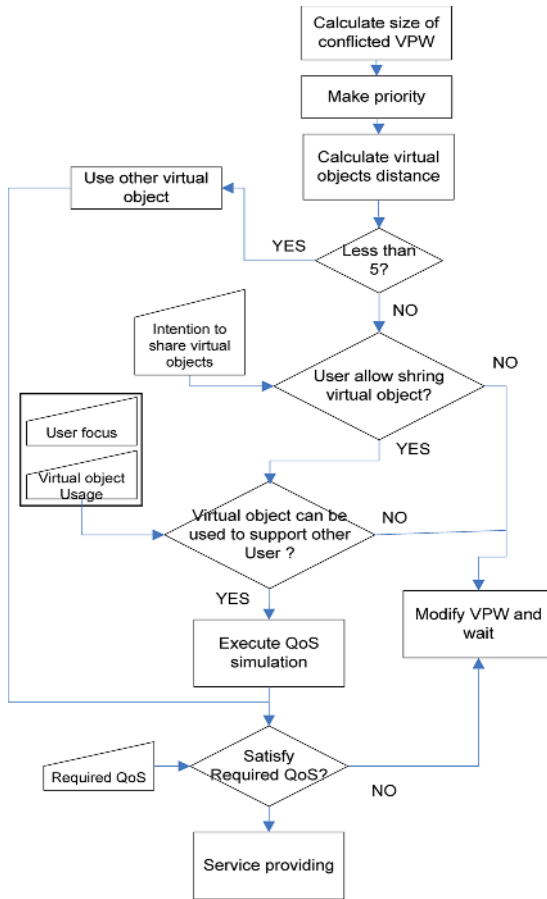 Calculate size of
conflicted VPW
Make priority
Calculate virtual
objects distance
Use other virtual
object
YES
Less than
5?
NO
Intention to
share virtual
objects
User allow shring
virtual object?
NO
YES
User focus
Virtual object
Usage
Virtual object can be
used to support other
User ?
NO
YES
Modify VPW and
wait
Execute QoS
simulation
Required QoS
Satisfy
Required QoS?
NO
Service providing